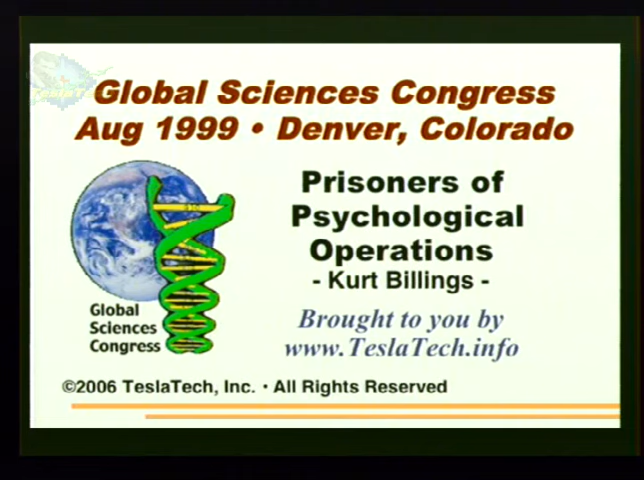 Global Sciences Congress
Aug 1999 • Denver, Colorado
Prisoners of
Psychological
Operations
- Kurt Billings -
Brought to you by
www.TeslaTech.info
Global
Sciences
Congress
©2006 TeslaTech, Inc. • All Rights Reserved